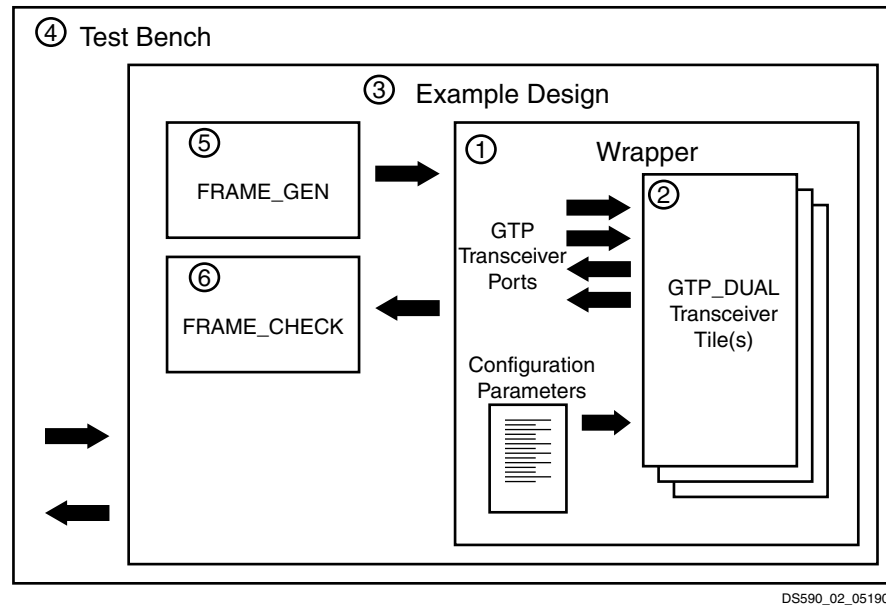 ④ Test Bench
③ Example Design
⑤
FRAME_GEN
⑥
FRAME_CHECK
①
Wrapper
GTP
Transceiver
Ports
②
GTP_DUAL
Transceiver
Tile(s)
Configuration
Parameters
DS590_02_05190